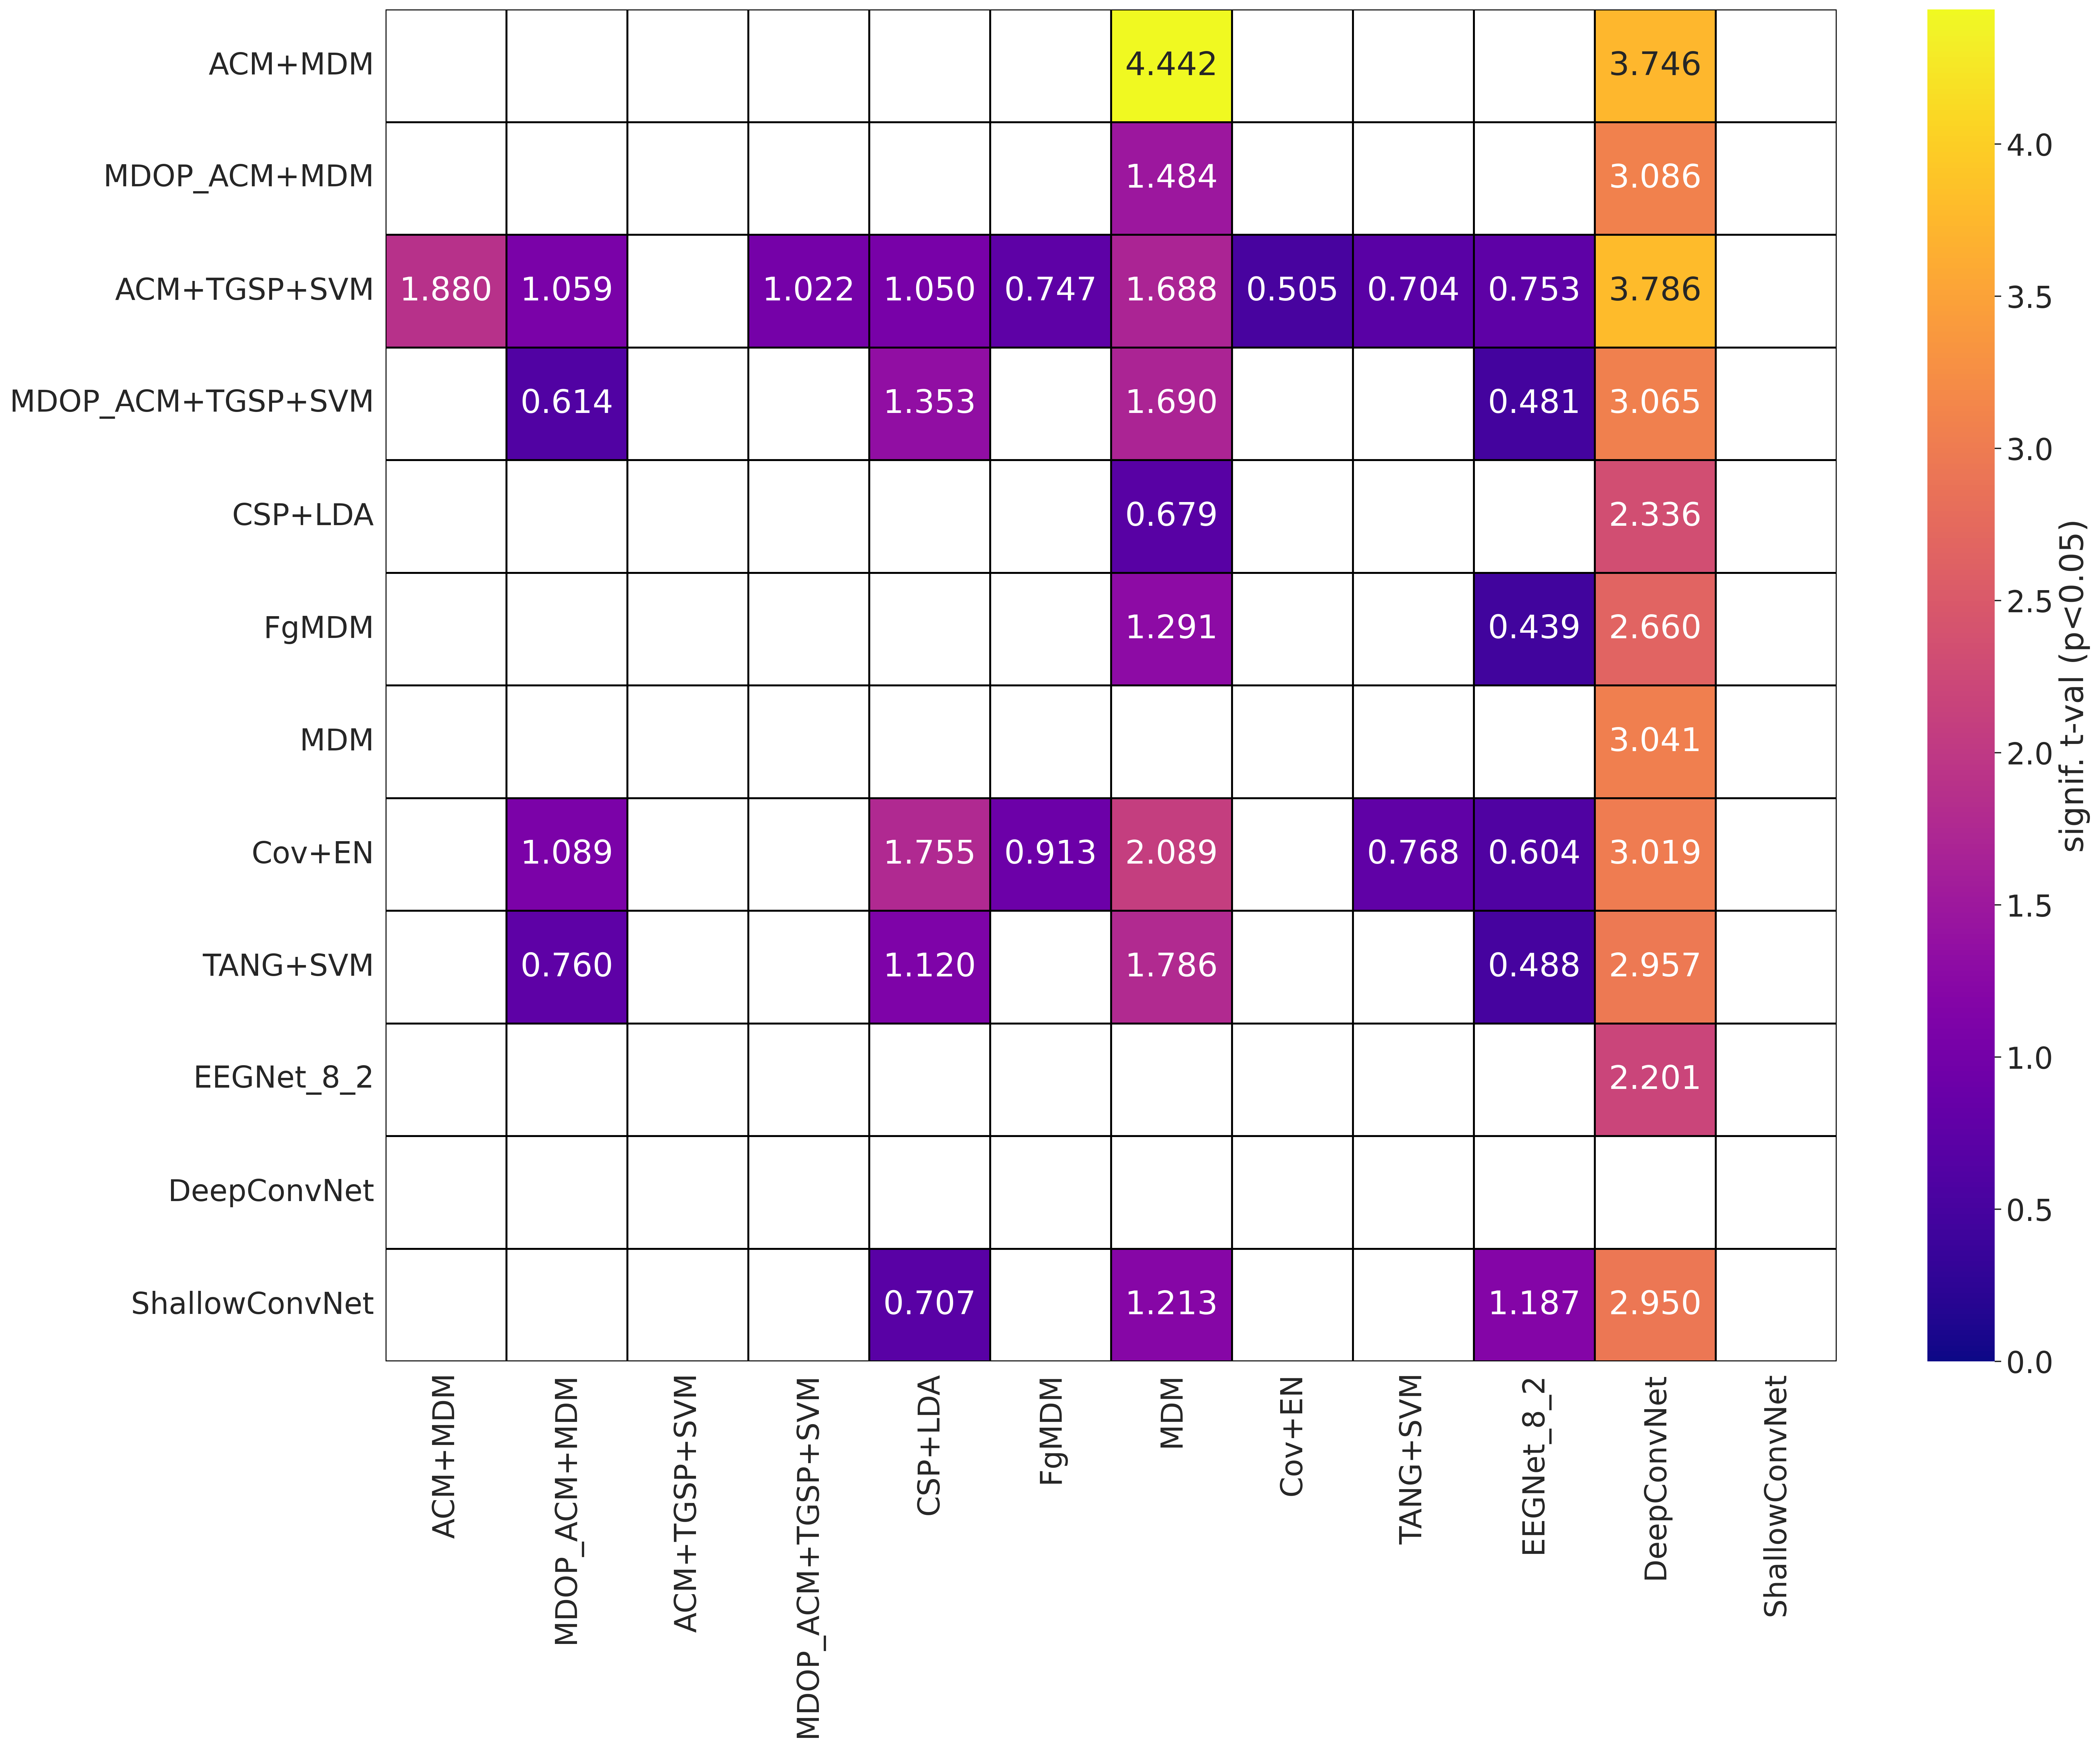 ACM+MDM 4.442 3.746
MDOP_ACM+MDM 1.484 3.086
ACM+TGSP+SVM 1.880 1.059 1.022 1.050 0.747 1.688 0.505 0.704 0.753 3.786
MDOP_ACM+TGSP+SVM 0.614 1.353 1.690 0.481 3.065
CSP+LDA 0.679 2.336
FgMDM 1.291 0.439 2.660
MDM 3.041
Cov+EN 1.089 1.755 0.913 2.089 0.768 0.604 3.019
TANG+SVM 0.760 1.120 1.786 0.488 2.957
EEGNet_8_2 2.201
DeepConvNet
ShallowConvNet 0.707 1.213 1.187 2.950
ACM+MDM
MDOP_ACM+MDM
ACM+TGSP+SVM
MDOP_ACM+TGSP+SVM
CSP+LDA
FgMDM
MDM
Cov+EN
TANG+SVM
EEGNet_8_2
DeepConvNet
ShallowConvNet
4.0
3.5
3.0
2.5
2.0
1.5
1.0
0.5
0.0
signif. t-val (p<0.05)